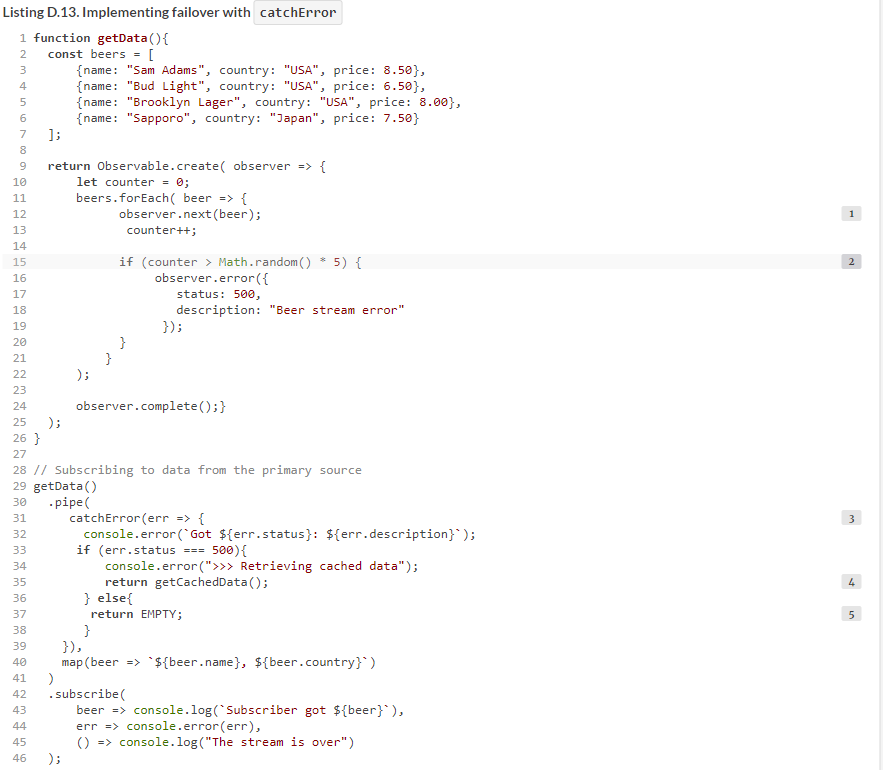 Listing D.13. Implementing failover with catchError
1 function getData(){
2   const beers = [
3       {name: "Sam Adams", country: "USA", price: 8.50},
4       {name: "Bud Light", country: "USA", price: 6.50},
5       {name: "Brooklyn Lager", country: "USA", price: 8.00},
6       {name: "Sapporo", country: "Japan", price: 7.50}
7   ];
8
9   return Observable.create( observer => {
10       let counter = 0;
11       beers.forEach( beer => {
12             observer.next(beer); 1
13              counter++;
14
15             if (counter > Math.random() * 5) { 2
16                  observer.error({
17                     status: 500,
18                     description: "Beer stream error"
19                   });
20             }
21           }
22       );
23
24       observer.complete();}
25   );
26 }
27
28 // Subscribing to data from the primary source
29 getData()
30   .pipe(
31      catchError(err => { 3
32        console.error(`Got ${err.status}: ${err.description}`);
33       if (err.status === 500){
34           console.error(">>> Retrieving cached data");
35           return getCachedData(); 4
36        } else{
37         return EMPTY; 5
38        }
39     }),
40     map(beer => `${beer.name}, ${beer.country}`)
41   )
42   .subscribe(
43       beer => console.log(`Subscriber got ${beer}`),
44       err => console.error(err),
45       () => console.log("The stream is over")
46   );